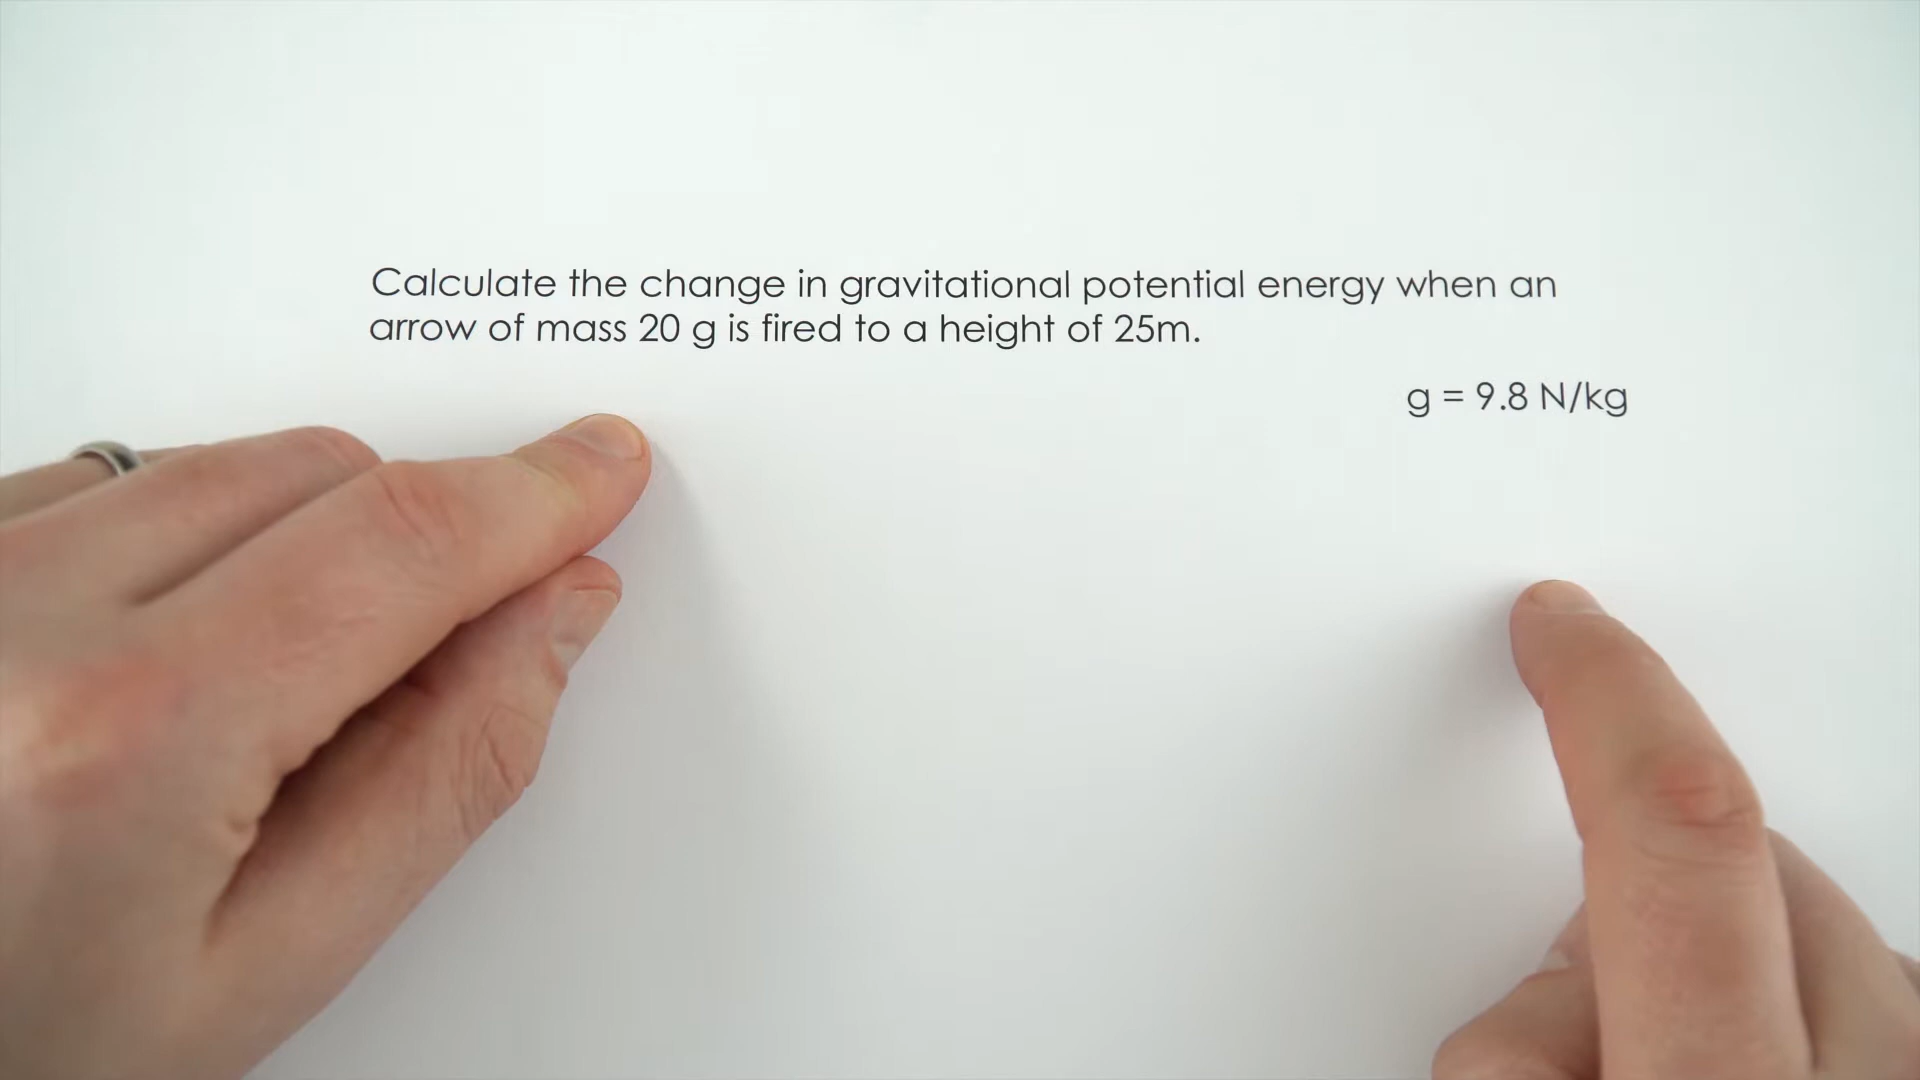 Calculate the change in gravitational potential energy when an
arrow of mass 20 g is fired to a height of 25m.
g = 9.8 N/kg